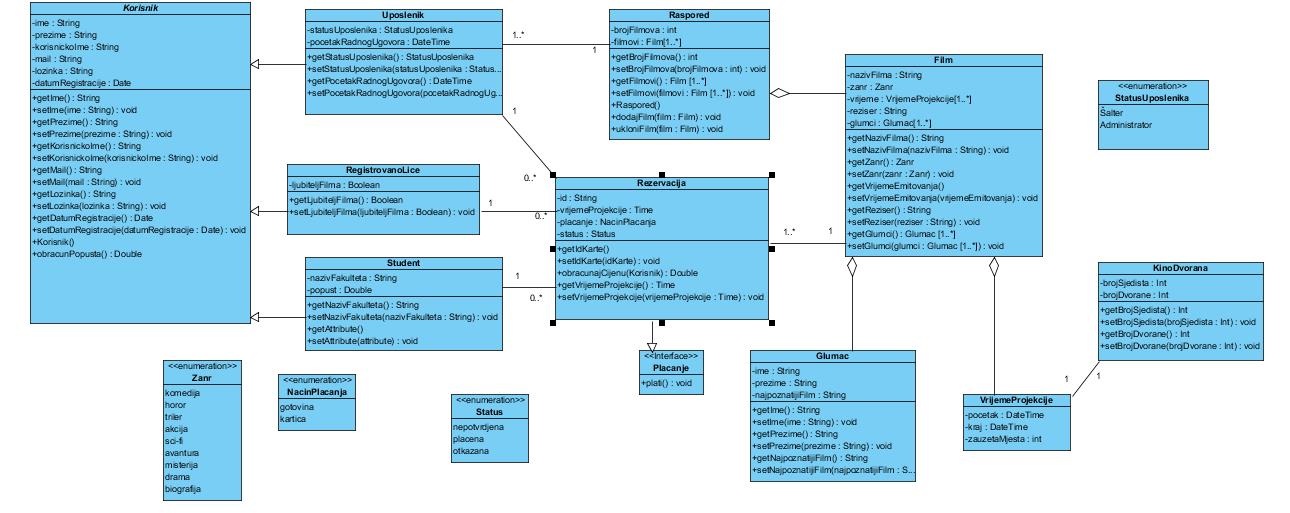 Korisnik
-ime : String
-prezime : String
-korisnickoIme : String
-mail : String
-lozinka : String
-datumRegistracije : Date
+getIme() : String
+setIme(ime : String) : void
+getPrezime() : String
+setPrezime(prezime : String) : void
+getKorisnickoIme() : String
+setKorisnickoIme(korisnickoIme : String) : void
+getMail() : String
+setMail(mail : String) : void
+getLozinka() : String
+setLozinka(lozinka : String) : void
+getDatumRegistracije() : Date
+setDatumRegistracije(datumRegistracije : Date) : void
+Korisnik()
+obracunPopusta() : Double
Uposlenik
-statusUposlenika : StatusUposlenika
-pocetakRadnogUgovora : DateTime
+getStatusUposlenika() : StatusUposlenika
+setStatusUposlenika(statusUposlenika : Status...
+getPocetakRadnogUgovora() : DateTime
+setPocetakRadnogUgovora(pocetakRadnogUg...
1..*
1
Raspored
-brojFilmova : int
-filmovi : Film[1..*]
+getBrojFilmova() : int
+setBrojFilmova(brojFilmova : int) : void
+getFilmovi() : Film [1..*]
+setFilmovi(filmovi : Film [1..*]) : void
+Raspored()
+dodajFilm(film : Film) : void
+ukloniFilm(film : Film) : void
Film
-nazivFilma : String
-zanr : Zanr
-vrijeme : VrijemeProjekcije[1..*]
-reziser : String
-glumci : Glumac[1..*]
+getNazivFilma() : String
+setNazivFilma(nazivFilma : String) : void
+getZanr() : Zanr
+setZanr(zanr : Zanr) : void
+getVrijemeEmitovanja()
+setVrijemeEmitovanja(vrijemeEmitovanja) : void
+getReziser() : String
+setReziser(reziser : String) : void
+getGlumci() : Glumac [1..*]
+setGlumci(glumci : Glumac [1..*]) : void
<<enumeration>>
StatusUposlenika
Šalter
Administrator
1
0..*
RegistrovanoLice
-ljubiteljFilma : Boolean
+getLjubiteljFilma() : Boolean
+setLjubiteljFilma(ljubiteljFilma : Boolean) : void
1
0..*
Rezervacija
-id : String
-vrijemeProjekcije : Time
-placanje : NacinPlacanja
-status : Status
+getIdKarte()
+setIdKarte(idKarte) : void
+obracunajCijenu(Korisnik) : Double
+getVrijemeProjekcije() : Time
+setVrijemeProjekcije(vrijemeProjekcije : Time) : void
1..*
1
Student
-nazivFakulteta : String
-popust : Double
+getNazivFakulteta() : String
+setNazivFakulteta(nazivFakulteta : String) : void
+getAttribute()
+setAttribute(attribute) : void
1
0..*
KinoDvorana
-brojSjedista : Int
-brojDvorane : Int
+getBrojSjedista() : Int
+setBrojSjedista(brojSjedista : Int) : void
+getBrojDvorane() : Int
+setBrojDvorane(brojDvorane : Int) : void
<<enumeration>>
Zanr
komedija
horor
triler
akcija
sci-fi
avantura
misterija
drama
biografija
<<enumeration>>
NacinPlacanja
gotovina
kartica
<<enumeration>>
Status
nepotvrdjena
placena
otkazana
<<Interface>>
Placanje
+plati() : void
Glumac
-ime : String
-prezime : String
-najpoznatijiFilm : String
+getIme() : String
+setIme(ime : String) : void
+getPrezime() : String
+setPrezime(prezime : String) : void
+getNajpoznatijiFilm() : String
+setNajpoznatijiFilm(najpoznatijiFilm : S...
1
1
VrijemeProjekcije
-pocetak : DateTime
-kraj : DateTime
-zauzetaMjesta : int